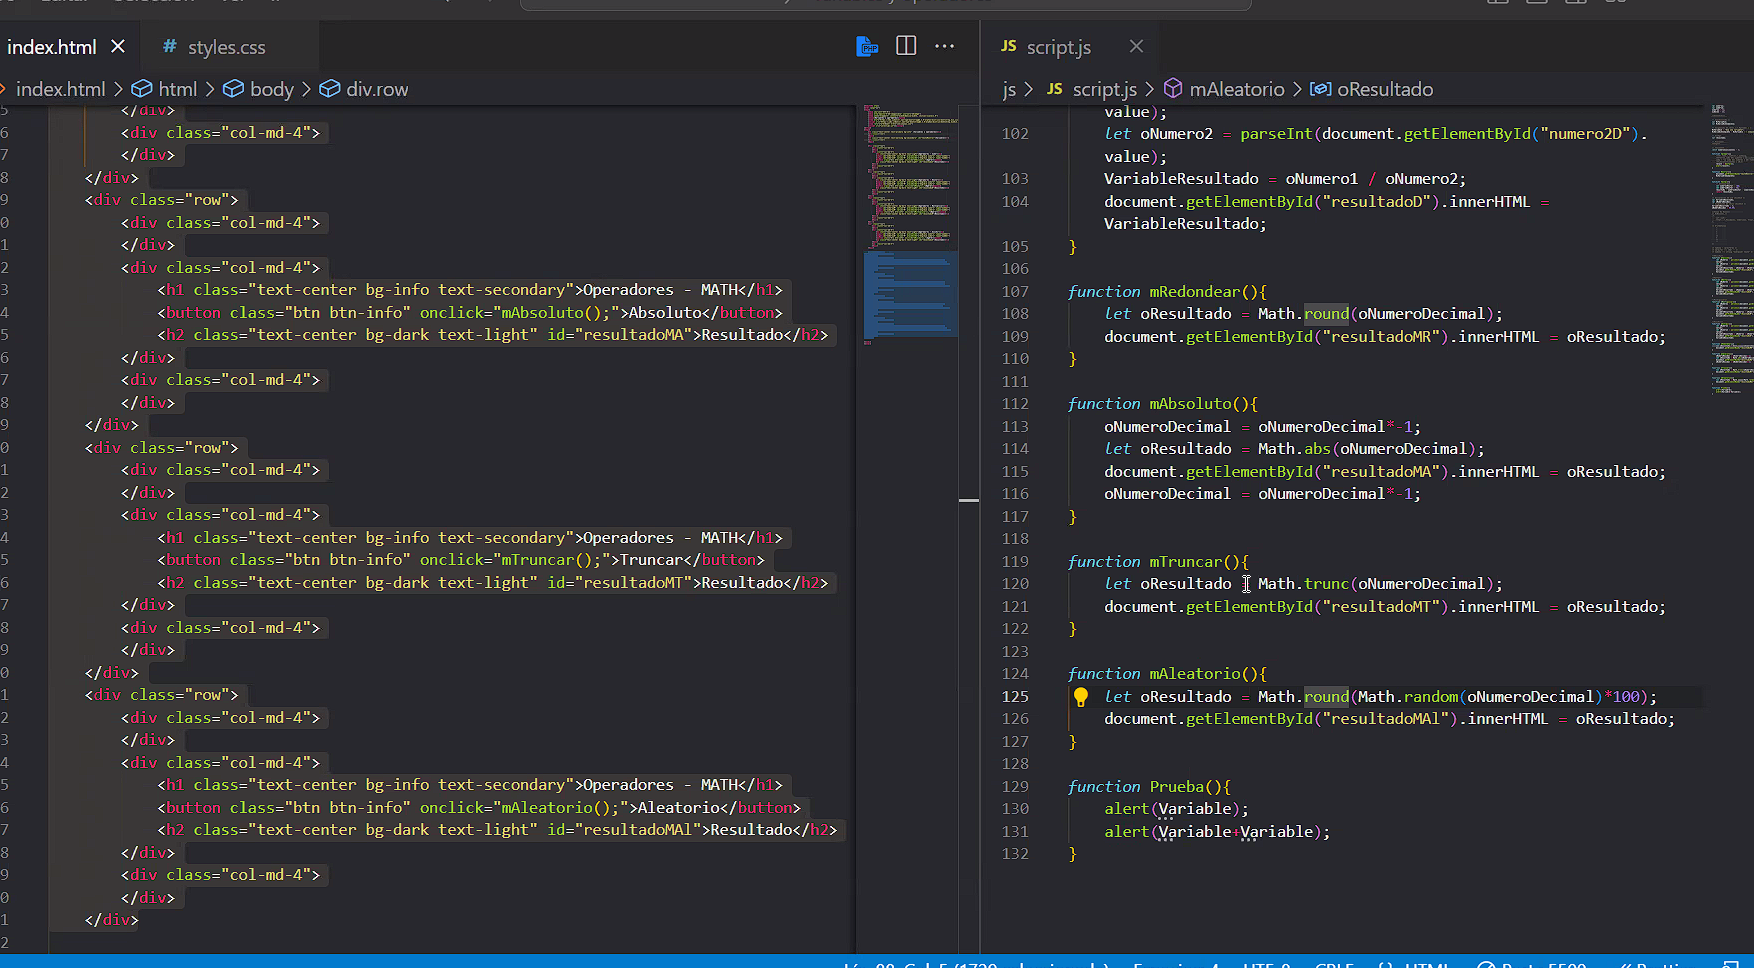 index.html
styles.css
index.html > html > body > div.row
5 </div>
6 <div class="col-md-4">
7 </div>
8 </div>
9 <div class="row">
0 <div class="col-md-4">
1 </div>
2 <div class="col-md-4">
3 <h1 class="text-center bg-info text-secondary">Operadores - MATH</h1>
4 <button class="btn btn-info" onclick="mAbsoluto();">Absoluto</button>
5 <h2 class="text-center bg-dark text-light" id="resultadoMA">Resultado</h2>
6 </div>
7 <div class="col-md-4">
8 </div>
9 </div>
0 <div class="row">
1 <div class="col-md-4">
2 </div>
3 <div class="col-md-4">
4 <h1 class="text-center bg-info text-secondary">Operadores - MATH</h1>
5 <button class="btn btn-info" onclick="mTruncar();">Truncar</button>
6 <h2 class="text-center bg-dark text-light" id="resultadoMT">Resultado</h2>
7 </div>
8 <div class="col-md-4">
9 </div>
0 </div>
1 <div class="row">
2 <div class="col-md-4">
3 </div>
4 <div class="col-md-4">
5 <h1 class="text-center bg-info text-secondary">Operadores - MATH</h1>
6 <button class="btn btn-info" onclick="mAleatorio();">Aleatorio</button>
7 <h2 class="text-center bg-dark text-light" id="resultadoMAl">Resultado</h2>
8 </div>
9 <div class="col-md-4">
0 </div>
1 </div>
2
JS script.js
js > JS script.js > mAleatorio > oResultado
value);
102 let oNumero2 = parseInt(document.getElementById("numero2D").
value);
103 VariableResultado = oNumero1 / oNumero2;
104 document.getElementById("resultadoD").innerHTML =
VariableResultado;
105 }
106
107 function mRedondear(){
108 let oResultado = Math.round(oNumeroDecimal);
109 document.getElementById("resultadoMR").innerHTML = oResultado;
110 }
111
112 function mAbsoluto(){
113 oNumeroDecimal = oNumeroDecimal*-1;
114 let oResultado = Math.abs(oNumeroDecimal);
115 document.getElementById("resultadoMA").innerHTML = oResultado;
116 oNumeroDecimal = oNumeroDecimal*-1;
117 }
118
119 function mTruncar(){
120 let oResultado = Math.trunc(oNumeroDecimal);
121 document.getElementById("resultadoMT").innerHTML = oResultado;
122 }
123
124 function mAleatorio(){
125 let oResultado = Math.round(Math.random(oNumeroDecimal)*100);
126 document.getElementById("resultadoMAl").innerHTML = oResultado;
127 }
128
129 function Prueba(){
130 alert(Variable);
131 alert(Variable+Variable);
132 }